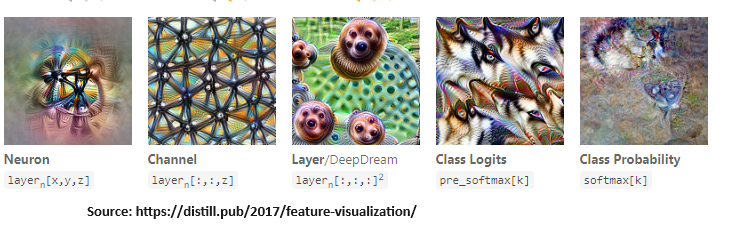 Neuron
layer_n[x,y,z]
Channel
layer_n[:,:,z]
Layer/DeepDream
layer_n[:,:,:]²
Class Logits
pre_softmax[k]
Class Probability
softmax[k]
Source: https://distill.pub/2017/feature-visualization/